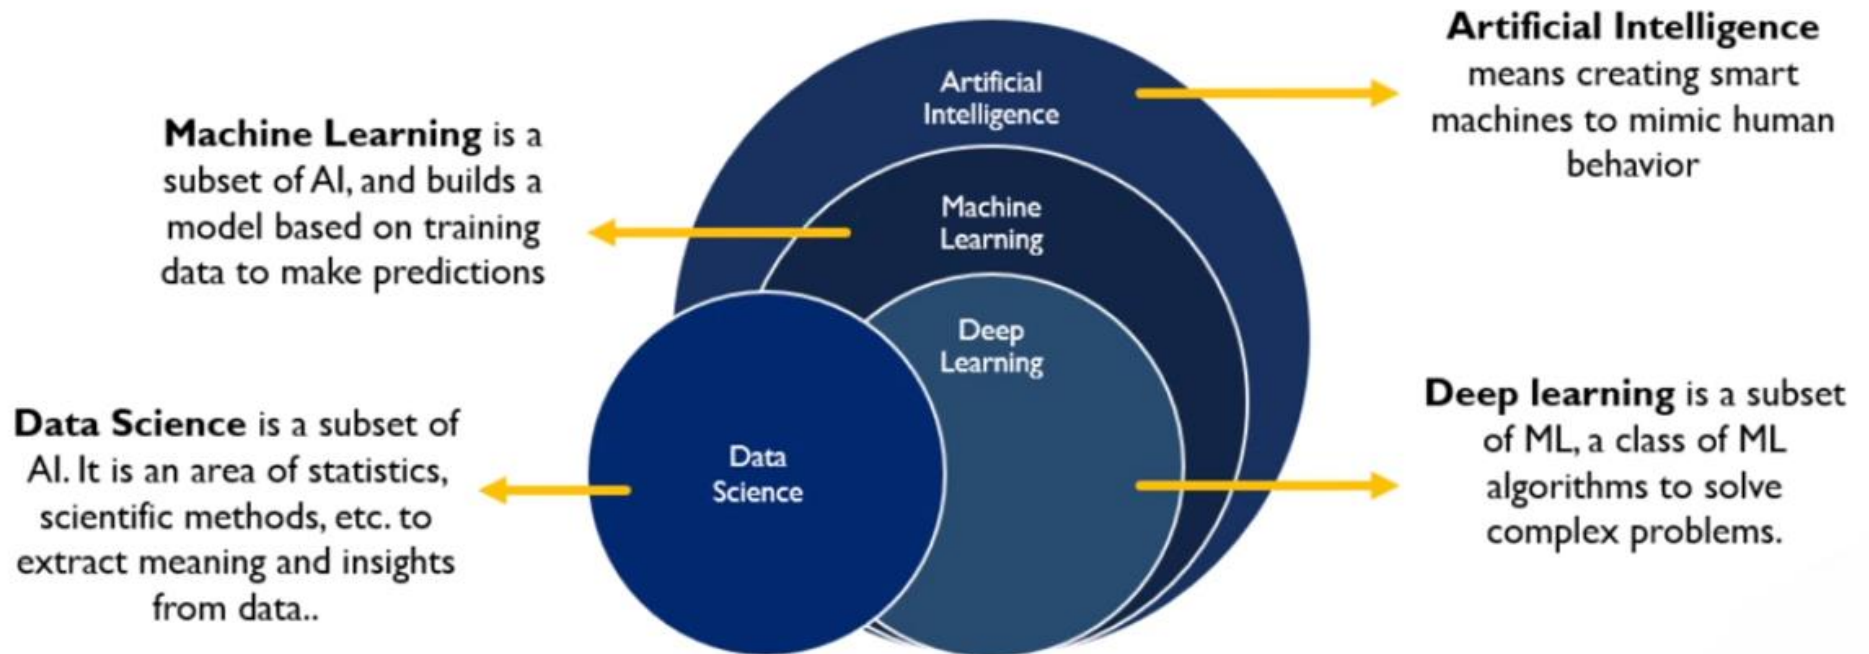 Artificial Intelligence
means creating smart
machines to mimic human
behavior
Artificial
Intelligence
Machine Learning is a
subset of AI, and builds a
model based on training
data to make predictions
Machine
Learning
Deep
Learning
Deep learning is a subset
of ML, a class of ML
algorithms to solve
complex problems.
Data Science is a subset of
AI. It is an area of statistics,
scientific methods, etc. to
extract meaning and insights
from data..
Data
Science